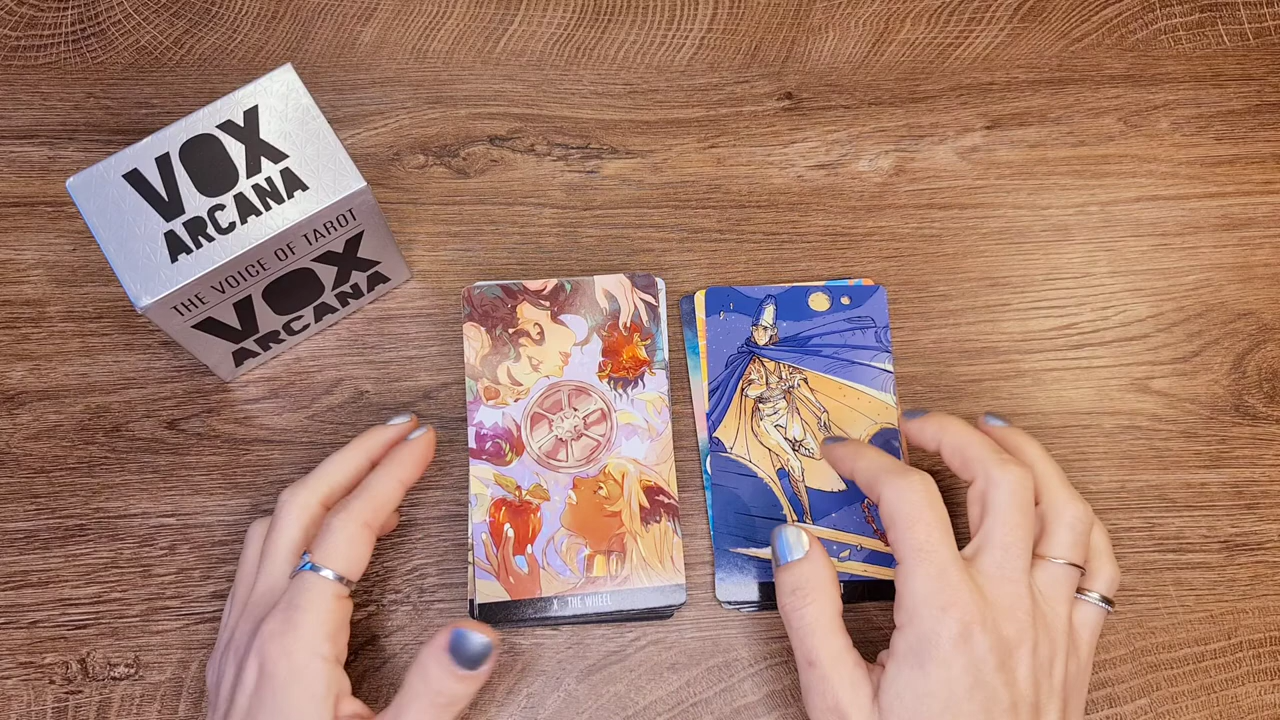 VOX
ARCANA
THE VOICE OF TAROT
VOX
ARCANA
X - THE WHEEL